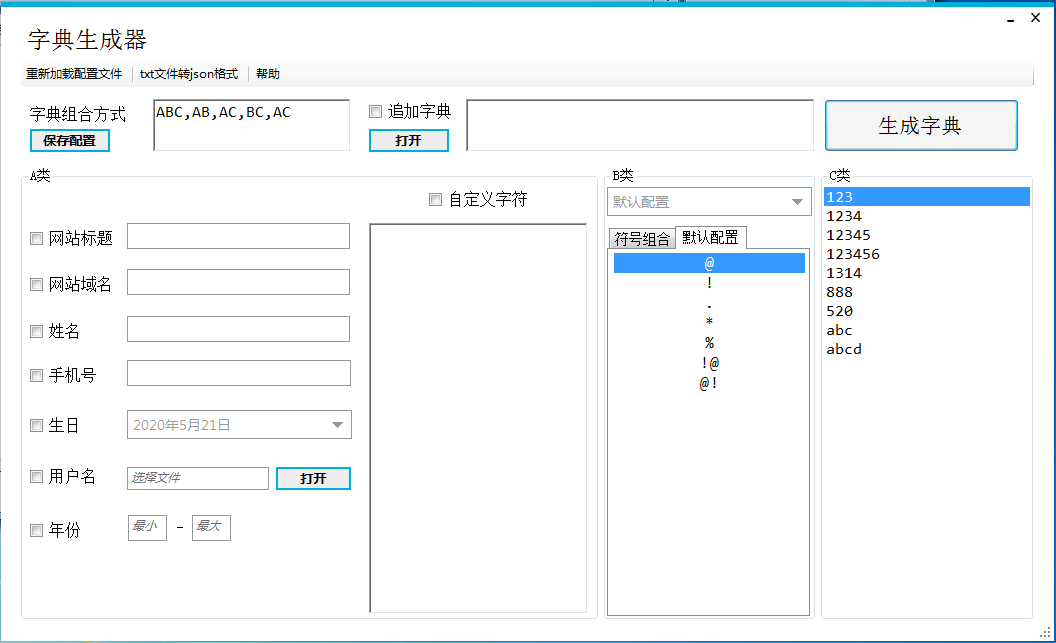 字典生成器
重新加载配置文件 txt文件转json格式 帮助
字典组合方式
保存配置
ABC,AB,AC,BC,AC
追加字典
打开
生成字典
A类
自定义字符
网站标题
网站域名
姓名
手机号
生日 2020年5月21日
用户名 选择文件 打开
年份 最小 - 最大
B类
默认配置
符号组合 默认配置
@
!
.
*
%
!@
@!
C类
123
1234
12345
123456
1314
888
520
abc
abcd